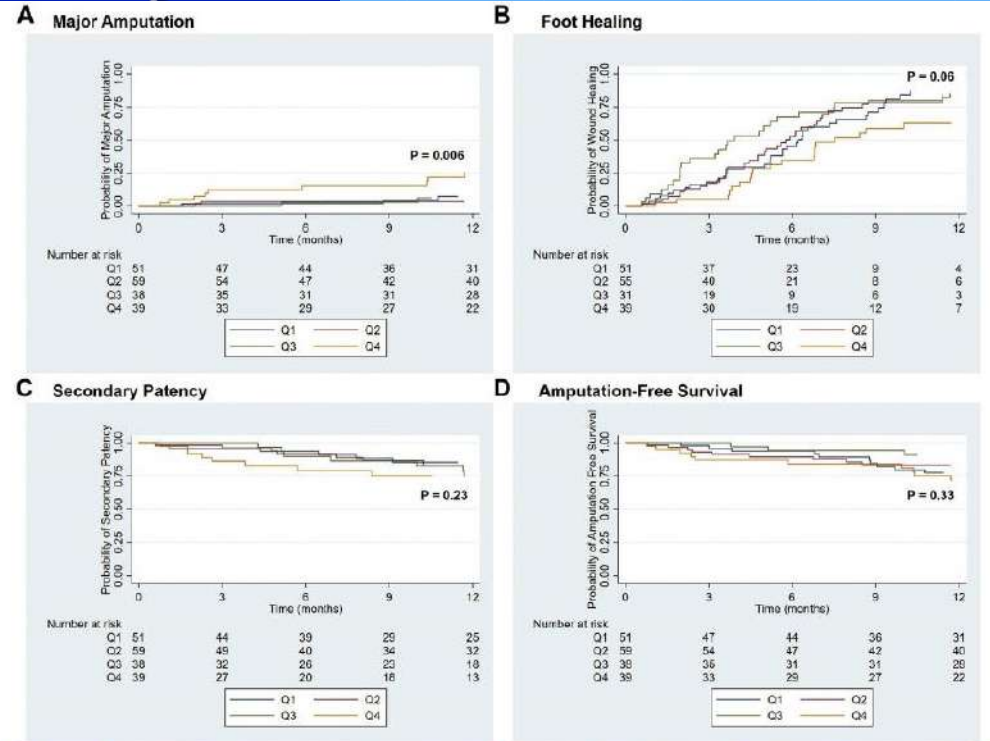 A Major Amputation
Probability of Major Amputation
0.00 0.25 0.50 0.75 1.00
P = 0.006
0 3 6 9 12
Time (months)
Number at risk
Q1 51 47 44 36 31
Q2 59 54 47 42 40
Q3 38 35 31 31 28
Q4 39 33 29 27 22
Q1 Q2
Q3 Q4
B Foot Healing
Probability of Wound Healing
0.00 0.25 0.50 0.75 1.00
P = 0.06
0 3 6 9 12
Time (months)
Number at risk
Q1 51 37 23 9 4
Q2 55 40 21 8 6
Q3 31 19 9 6 3
Q4 39 30 19 12 7
Q1 Q2
Q3 Q4
C Secondary Patency
Probability of Secondary Patency
0.00 0.25 0.50 0.75 1.00
P = 0.23
0 3 6 9 12
Time (months)
Number at risk
Q1 51 44 39 29 25
Q2 59 49 40 34 32
Q3 38 32 26 23 18
Q4 39 27 20 18 13
Q1 Q2
Q3 Q4
D Amputation-Free Survival
Probability of Amputation Free Survival
0.00 0.25 0.50 0.75 1.00
P = 0.33
0 3 6 9 12
Time (months)
Number at risk
Q1 51 47 44 36 31
Q2 59 54 47 42 40
Q3 38 35 31 31 28
Q4 39 33 29 27 22
Q1 Q2
Q3 Q4